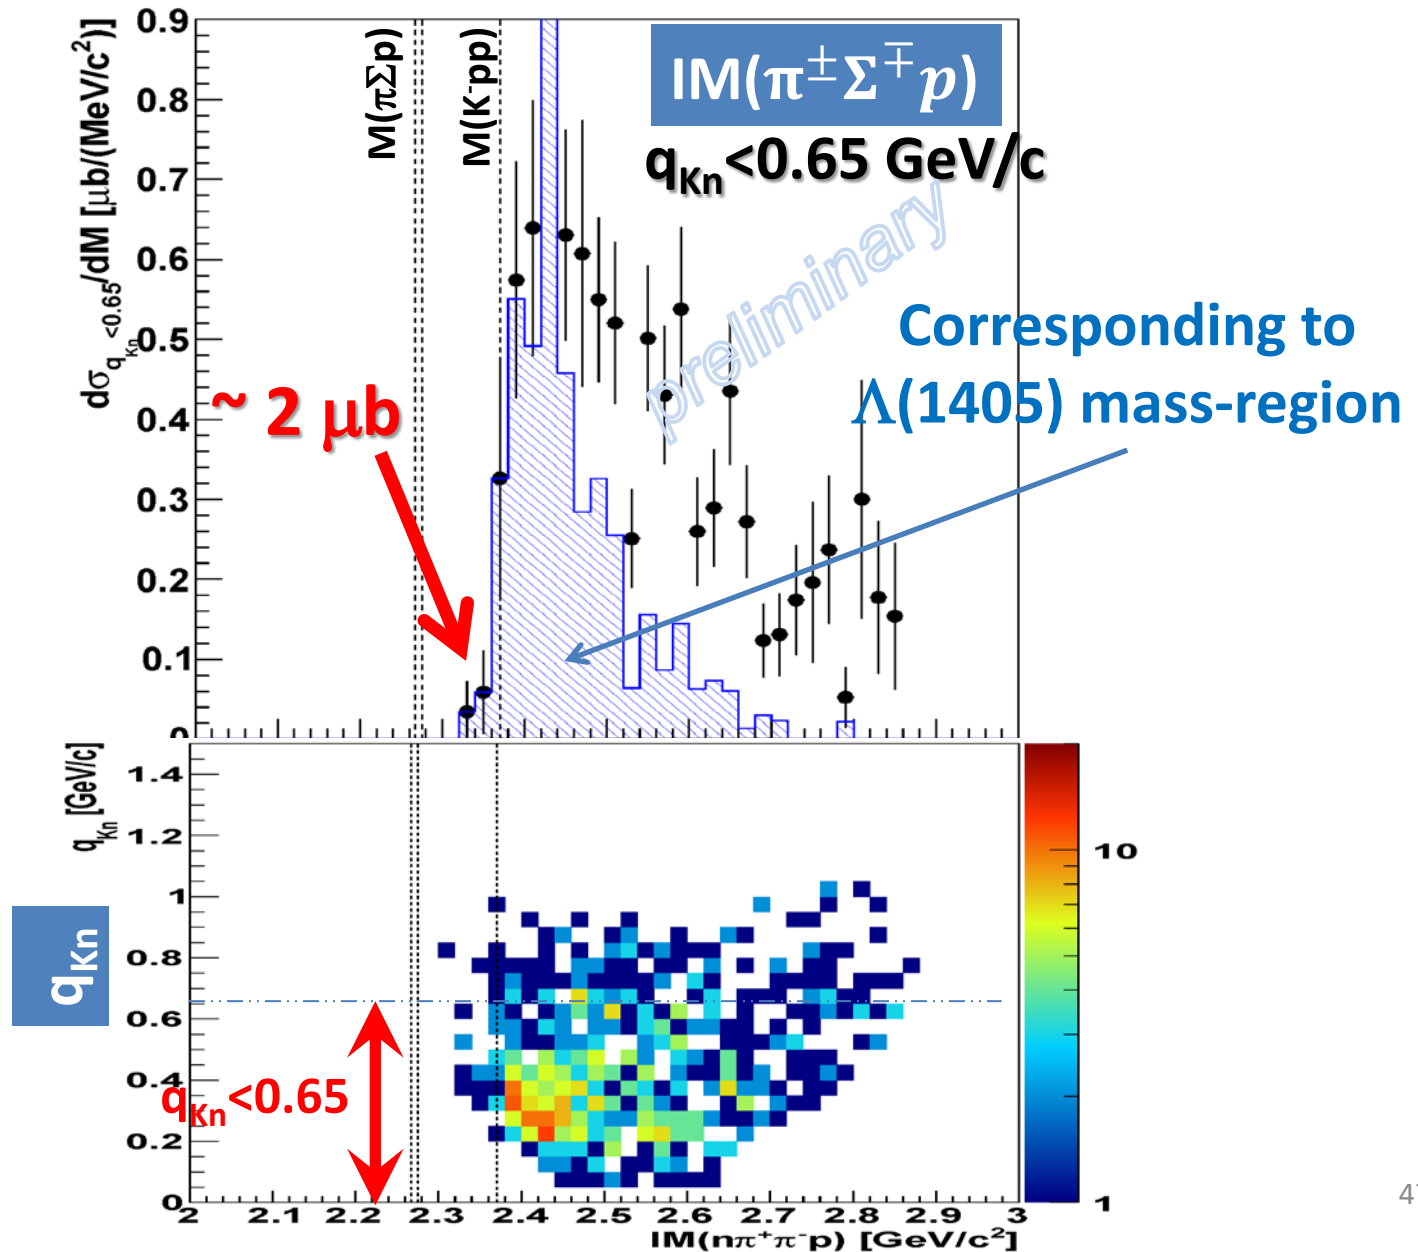 IM(π±Σ∓p)
qKn<0.65 GeV/c
preliminary
Corresponding to
Λ(1405) mass-region
~ 2 μb
M(πΣp)
M(K-pp)
dσqKn<0.65/dM [μb/(MeV/c²)]
0.9
0.8
0.7
0.6
0.5
0.4
0.3
0.2
0.1
0
qKn [GeV/c]
qKn
1.4
1.2
1
0.8
0.6
0.4
0.2
0
qKn<0.65
10
1
2 2.1 2.2 2.3 2.4 2.5 2.6 2.7 2.8 2.9 3
IM(nπ+π-p) [GeV/c²]